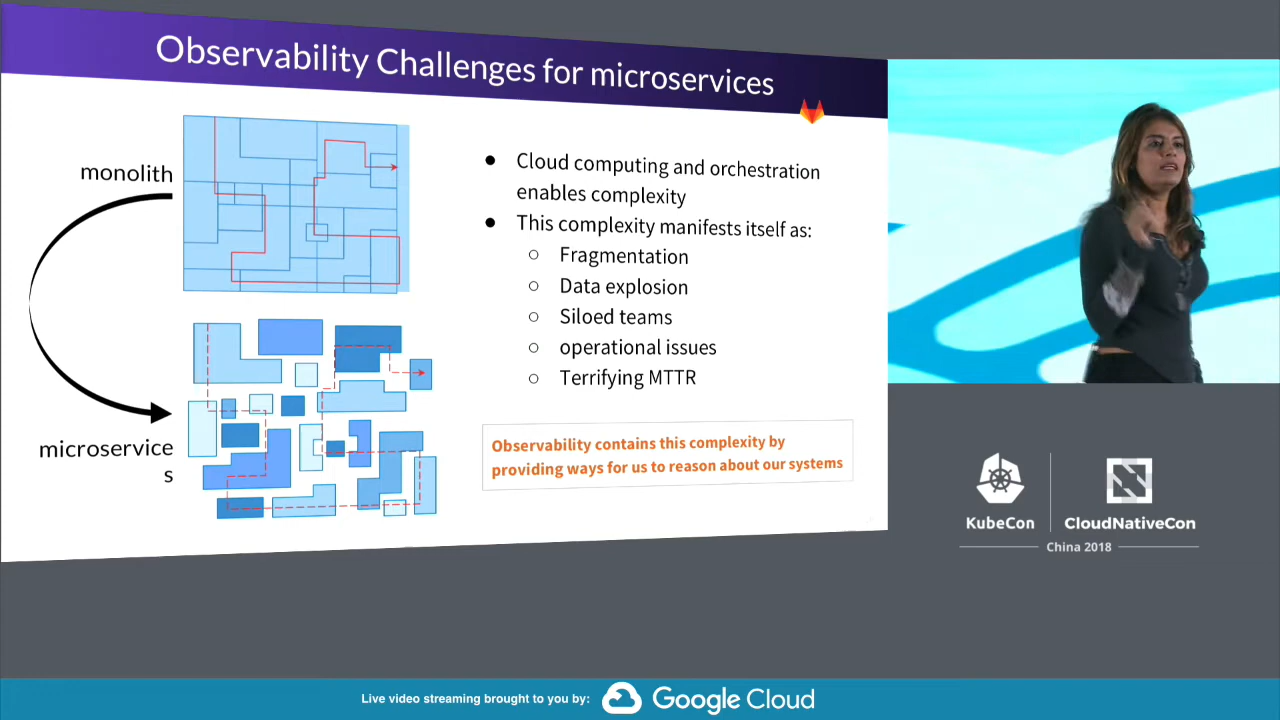 Observability Challenges for microservices
monolith
microservice
s
● Cloud computing and orchestration
enables complexity
● This complexity manifests itself as:
○ Fragmentation
○ Data explosion
○ Siloed teams
○ operational issues
○ Terrifying MTTR
Observability contains this complexity by
providing ways for us to reason about our systems
KubeCon
CloudNativeCon
China 2018
Live video streaming brought to you by:
Google Cloud